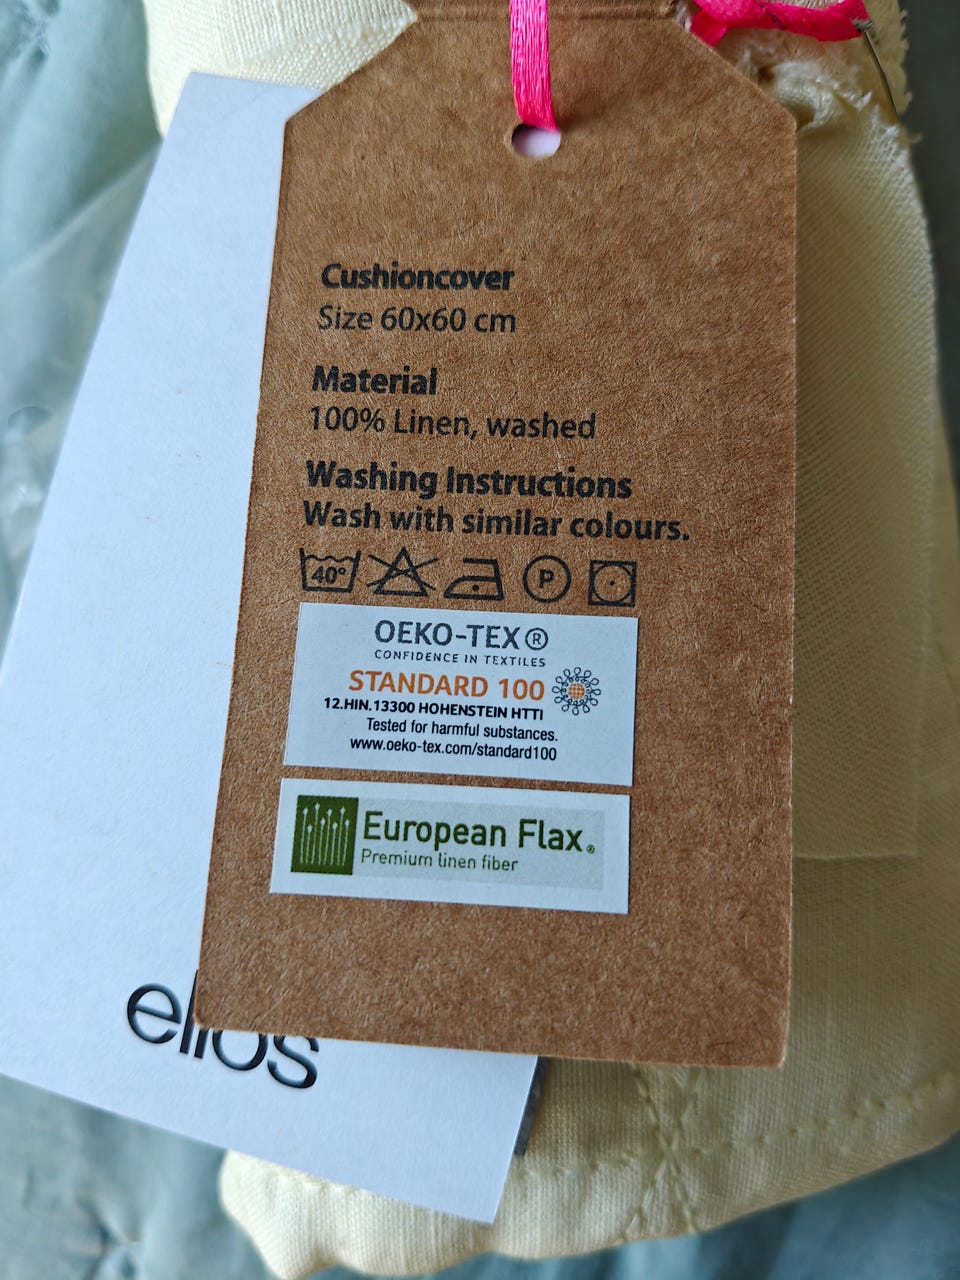 Cushioncover
Size 60x60 cm
Material
100% Linen, washed
Washing Instructions
Wash with similar colours.
40°
P
OEKO-TEX®
CONFIDENCE IN TEXTILES
STANDARD 100
12.HIN.13300 HOHENSTEIN HTTI
Tested for harmful substances.
www.oeko-tex.com/standard100
European Flax®
Premium linen fiber
elios